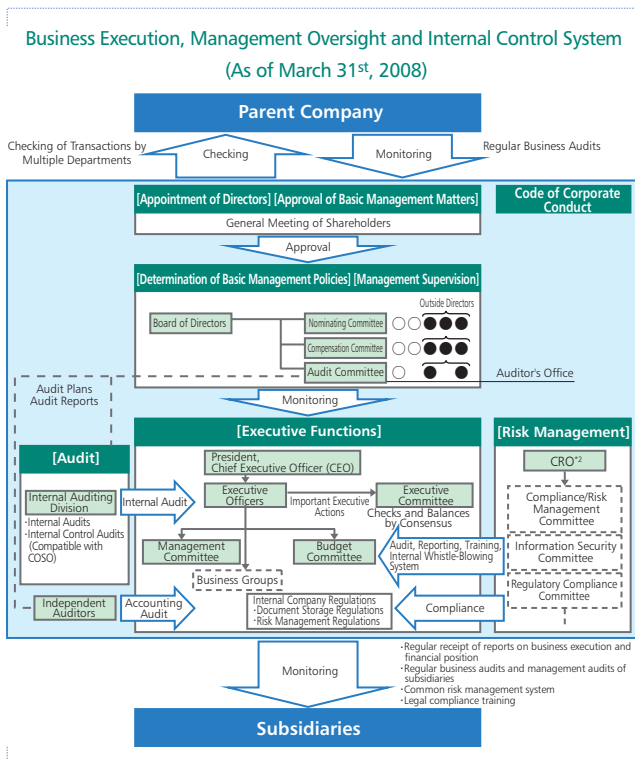 Business Execution, Management Oversight and Internal Control System
(As of March 31st, 2008)
Parent Company
Checking of Transactions by
Multiple Departments
Checking
Monitoring
Regular Business Audits
[Appointment of Directors] [Approval of Basic Management Matters]
General Meeting of Shareholders
Code of Corporate
Conduct
Approval
[Determination of Basic Management Policies] [Management Supervision]
Outside Directors
Board of Directors
Nominating Committee
Compensation Committee
Audit Committee
Auditor's Office
Audit Plans
Audit Reports
Monitoring
[Audit]
Internal Auditing
Division
·Internal Audits
·Internal Control Audits
(Compatible with
COSO)
Independent
Auditors
Internal Audit
Accounting
Audit
[Executive Functions]
President,
Chief Executive Officer (CEO)
Executive
Officers
Important Executive
Actions
Executive
Committee
Checks and Balances
by Consensus
Management
Committee
Budget
Committee
Business Groups
Audit, Reporting, Training,
Internal Whistle-Blowing
System
Internal Company Regulations
·Document Storage Regulations
·Risk Management Regulations
Compliance
[Risk Management]
CRO*2
Compliance/Risk
Management
Committee
Information Security
Committee
Regulatory Compliance
Committee
Monitoring
·Regular receipt of reports on business execution and
financial position
·Regular business audits and management audits of
subsidiaries
·Common risk management system
·Legal compliance training
Subsidiaries